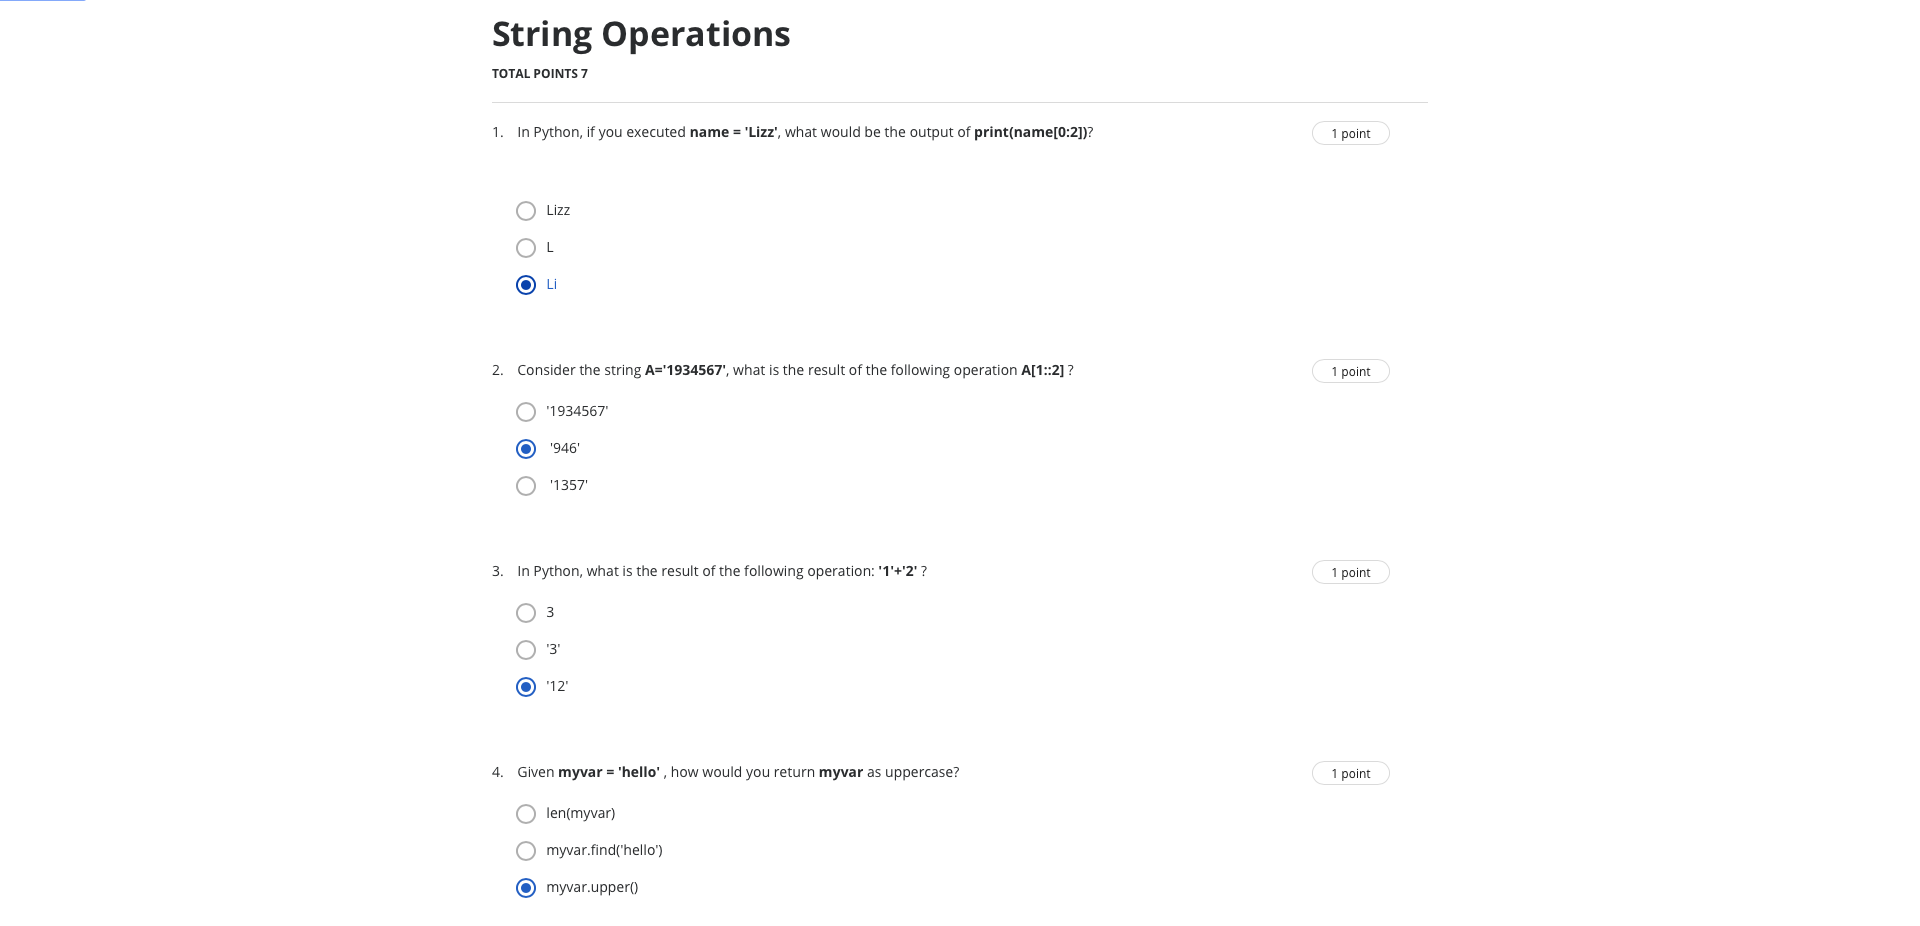 String Operations
TOTAL POINTS 7
1. In Python, if you executed name = 'Lizz', what would be the output of print(name[0:2])?
1 point
Lizz
L
Li
2. Consider the string A='1934567', what is the result of the following operation A[1::2] ?
1 point
'1934567'
'946'
'1357'
3. In Python, what is the result of the following operation: '1'+'2' ?
1 point
3
'3'
'12'
4. Given myvar = 'hello' , how would you return myvar as uppercase?
1 point
len(myvar)
myvar.find('hello')
myvar.upper()